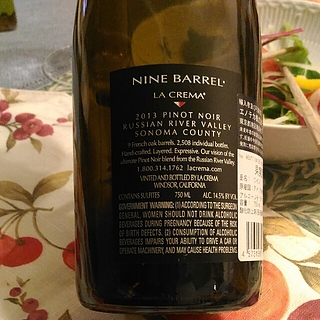 NINE BARREL®
LA CREMA®
2013 PINOT NOIR
RUSSIAN RIVER VALLEY
SONOMA COUNTY
9 French oak barrels, 2,508 individual bottles.
Handcrafted. Layered. Expressive. Our vision of the
ultimate Pinot Noir blend from the Russian River Valley.
1.800.314.1762 lacrema.com
VINTED AND BOTTLED BY LA CREMA
WINDSOR, CALIFORNIA
CONTAINS SULFITES 750 ML ALC. 14.5% BY VOL.
GOVERNMENT WARNING: (1) ACCORDING TO THE SURGEON
GENERAL, WOMEN SHOULD NOT DRINK ALCOHOLIC
BEVERAGES DURING PREGNANCY BECAUSE OF THE RISK
OF BIRTH DEFECTS. (2) CONSUMPTION OF ALCOHOLIC
BEVERAGES IMPAIRS YOUR ABILITY TO DRIVE A CAR OR
OPERATE MACHINERY, AND MAY CAUSE HEALTH PROBLEMS.